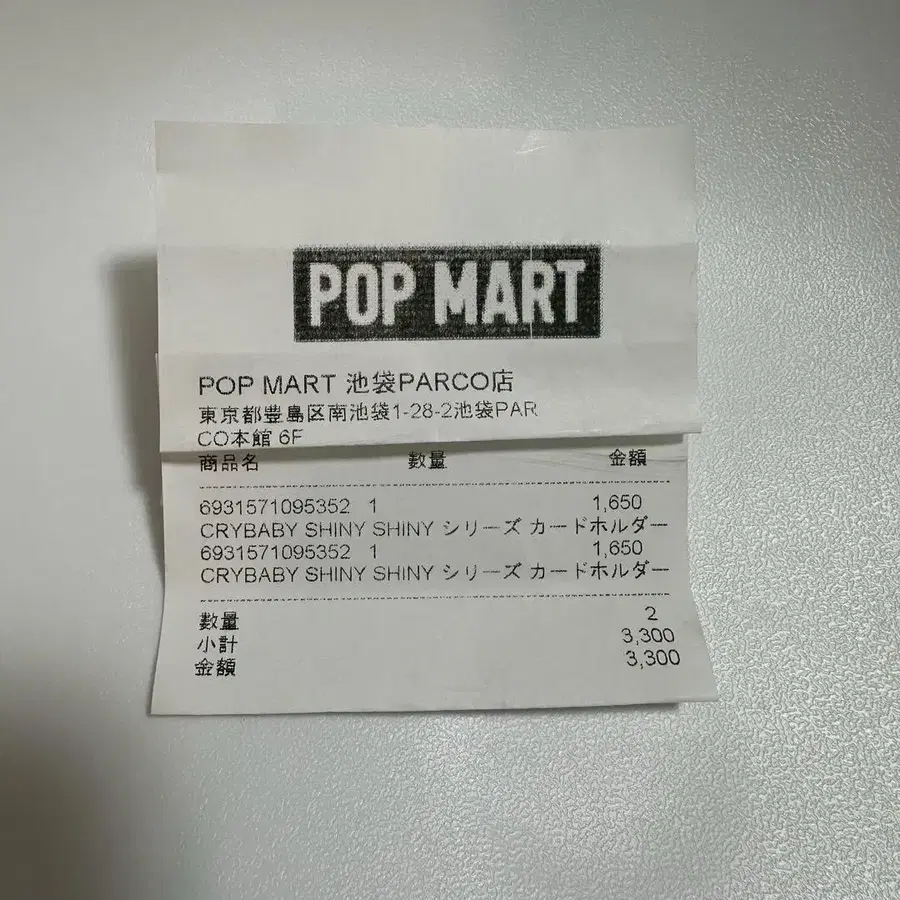 POP MART
POP MART 池袋PARCO店
東京都豊島区南池袋1-28-2池袋PAR
CO本館 6F
商品名 数量 金額
6931571095352 1 1,650
CRYBABY SHINY SHINY シリーズ カードホルダー
6931571095352 1 1,650
CRYBABY SHINY SHINY シリーズ カードホルダー
数量 2
小計 3,300
金額 3,300